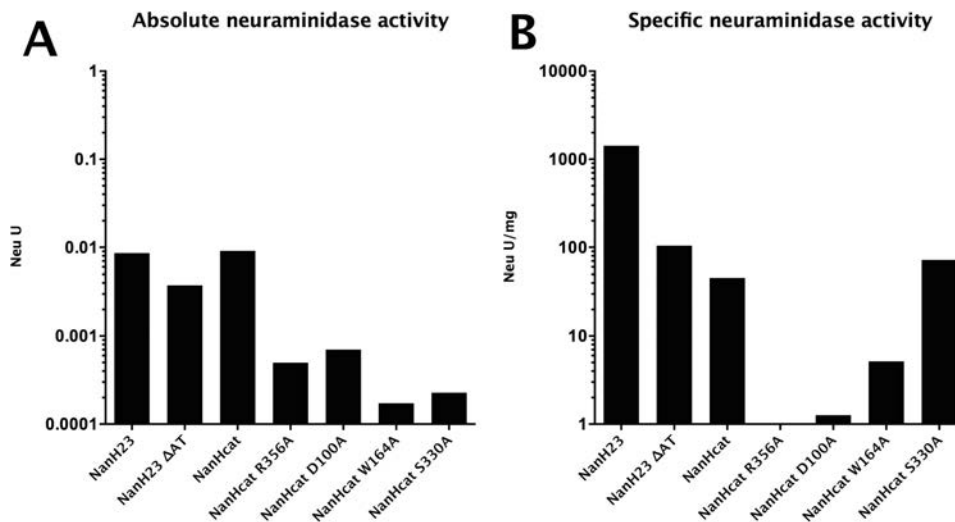 A
Absolute neuraminidase activity
Neu U
1
0.1
0.01
0.001
0.0001
NanH23
NanH23 ΔAT
NanHcat
NanHcat R356A
NanHcat D100A
NanHcat W164A
NanHcat S330A
B
Specific neuraminidase activity
Neu U/mg
10000
1000
100
10
1
NanH23
NanH23 ΔAT
NanHcat
NanHcat R356A
NanHcat D100A
NanHcat W164A
NanHcat S330A